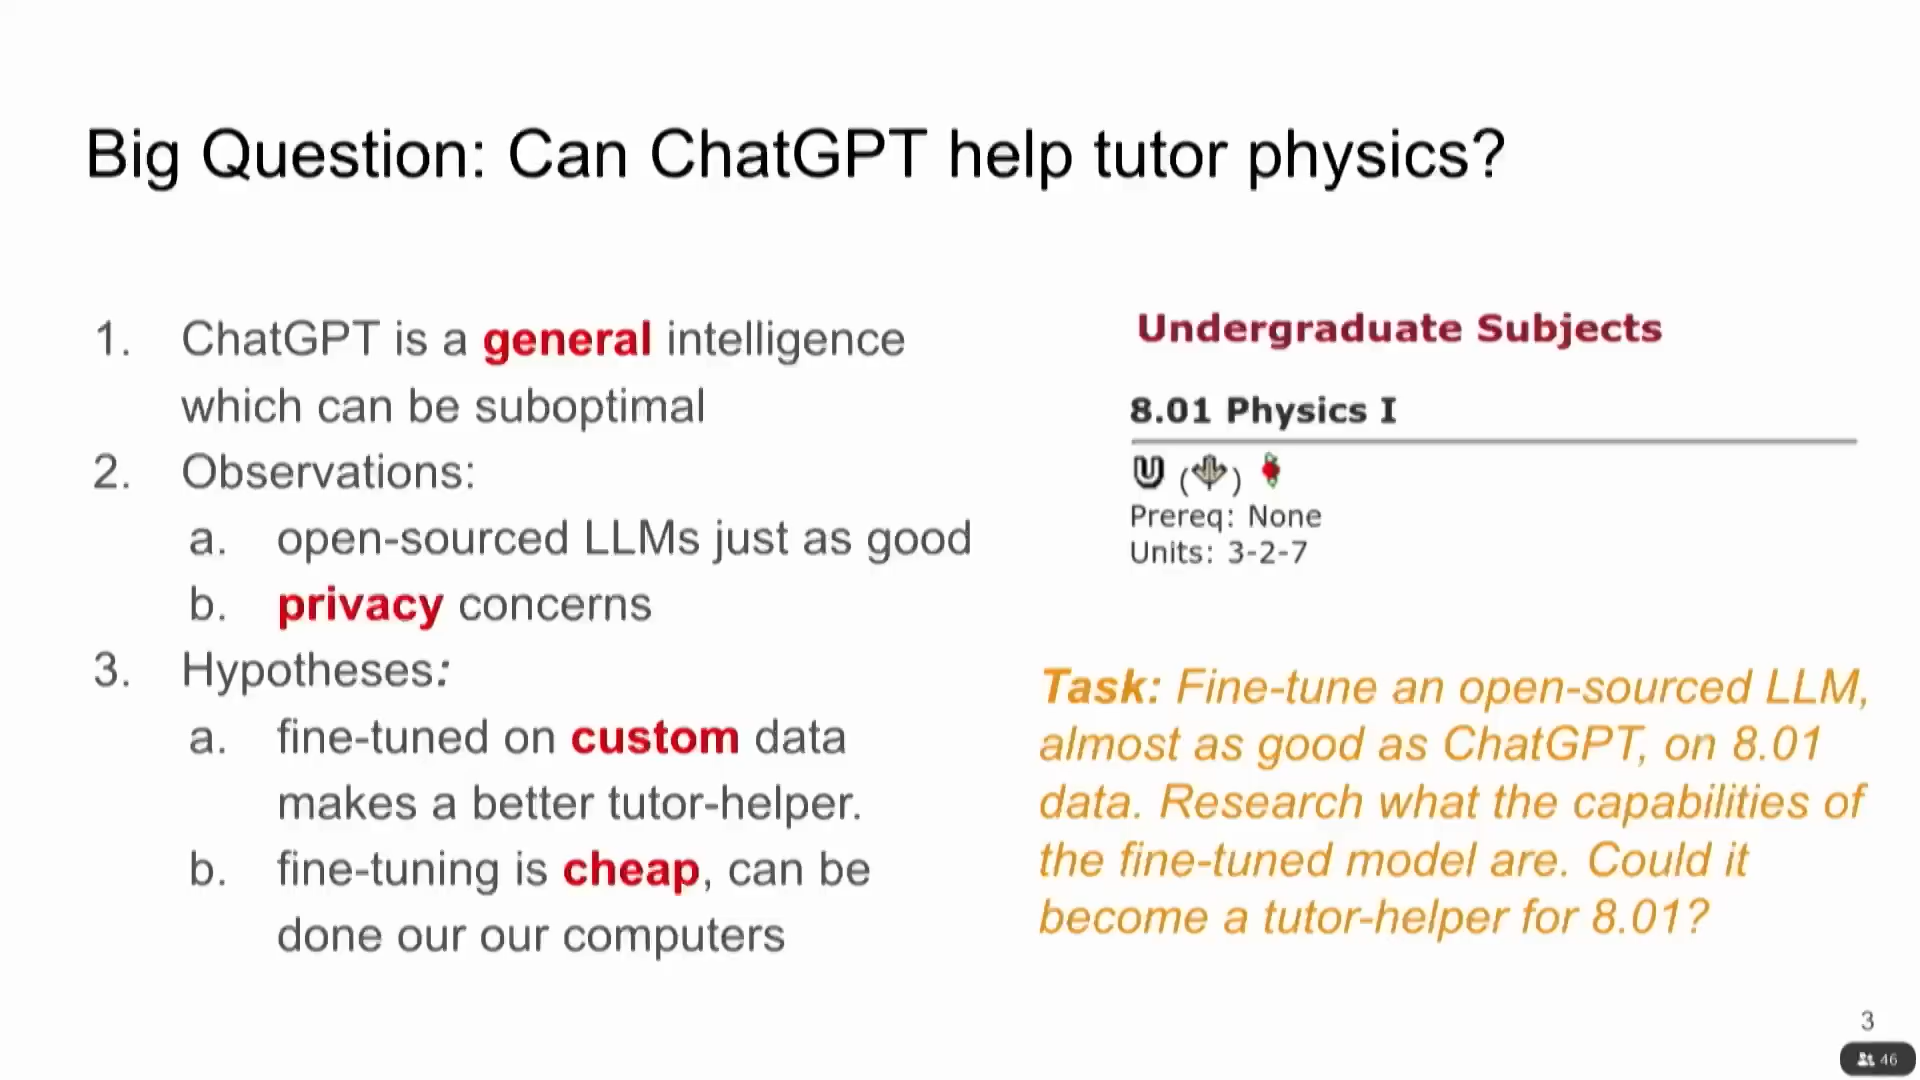 Big Question: Can ChatGPT help tutor physics?
1. ChatGPT is a general intelligence
which can be suboptimal
2. Observations:
a. open-sourced LLMs just as good
b. privacy concerns
3. Hypotheses:
a. fine-tuned on custom data
makes a better tutor-helper.
b. fine-tuning is cheap, can be
done our our computers
Undergraduate Subjects
8.01 Physics I
U ( )
Prereq: None
Units: 3-2-7
Task: Fine-tune an open-sourced LLM,
almost as good as ChatGPT, on 8.01
data. Research what the capabilities of
the fine-tuned model are. Could it
become a tutor-helper for 8.01?
3
46